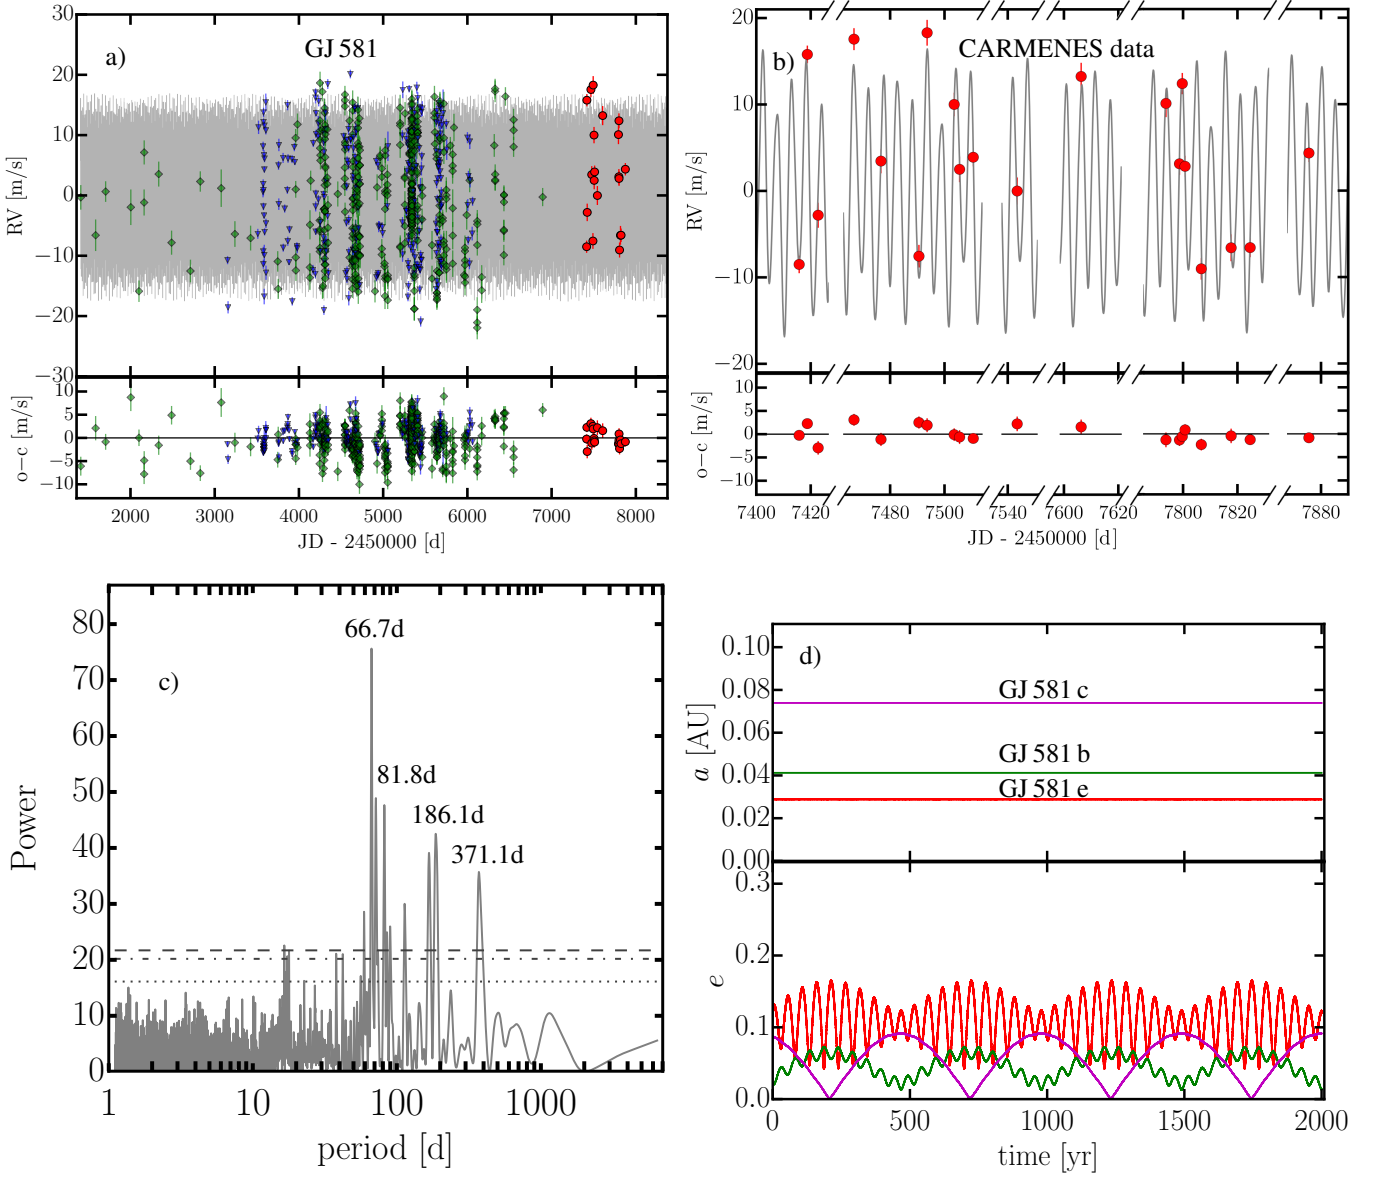 a)
GJ 581
30
20
10
0
−10
−20
−30
RV [m/s]
10
5
0
−5
−10
o−c [m/s]
2000 3000 4000 5000 6000 7000 8000
JD - 2450000 [d]
b)
CARMENES data
20
10
0
−10
−20
RV [m/s]
10
5
0
−5
−10
o−c [m/s]
7400 7420 7480 7500 7540 7600 7620 7800 7820 7880
JD - 2450000 [d]
c)
66.7d
81.8d
186.1d
371.1d
80
70
60
50
40
30
20
10
0
Power
1 10 100 1000
period [d]
d)
0.10
0.08
0.06
0.04
0.02
0.00
a [AU]
GJ 581 c
GJ 581 b
GJ 581 e
0.3
0.2
0.1
0.0
e
0 500 1000 1500 2000
time [yr]